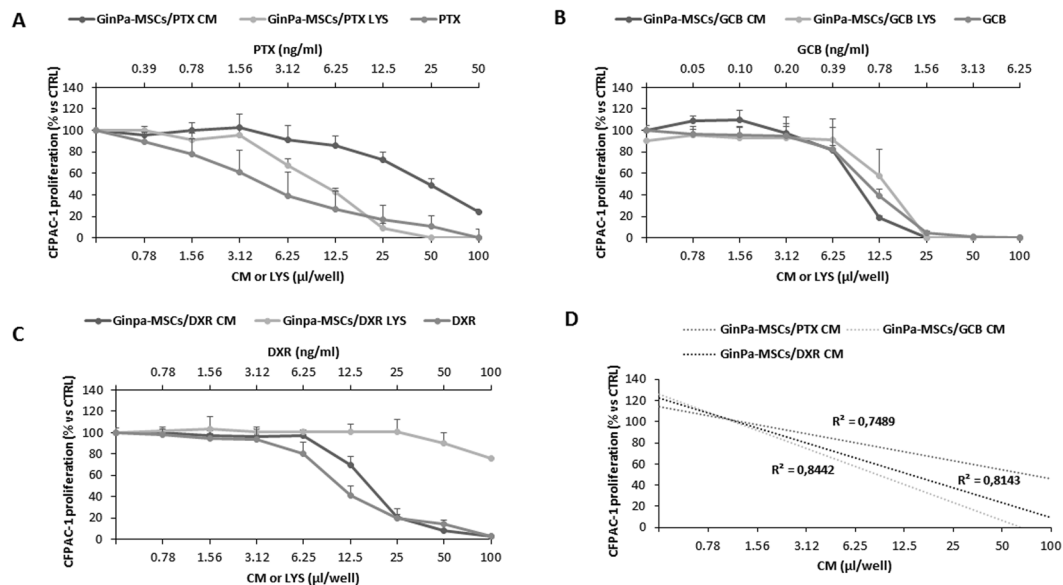 A
GinPa-MSCs/PTX CM GinPa-MSCs/PTX LYS PTX
PTX
(ng/ml)
0.39 0.78 1.56 3.12 6.25 12.5 25 50
CFPAC-1 proliferation (% vs CTRL)
140
120
100
80
60
40
20
0
0.78 1.56 3.12 6.25 12.5 25 50 100
CM or LYS (µl/well)
B
GinPa-MSCs/GCB CM GinPa-MSCs/GCB LYS GCB
GCB
(ng/ml)
0.05 0.10 0.20 0.39 0.78 1.56 3.13 6.25
CFPAC-1 proliferation (% vs CTRL)
140
120
100
80
60
40
20
0
0.78 1.56 3.12 6.25 12.5 25 50 100
CM or LYS (µl/well)
C
Ginpa-MSCs/DXR CM Ginpa-MSCs/DXR LYS DXR
DXR
(ng/ml)
0.78 1.56 3.12 6.25 12.5 25 50 100
CFPAC-1 proliferation (% vs CTRL)
140
120
100
80
60
40
20
0
0.78 1.56 3.12 6.25 12.5 25 50 100
CM or LYS (µl/well)
D
GinPa-MSCs/PTX CM GinPa-MSCs/GCB CM
GinPa-MSCs/DXR CM
CFPAC-1 proliferation (% vs CTRL)
140
120
100
80
60
40
20
0
R² = 0,7489
R² = 0,8442
R² = 0,8143
0.78 1.56 3.12 6.25 12.5 25 50 100
CM (µl/well)